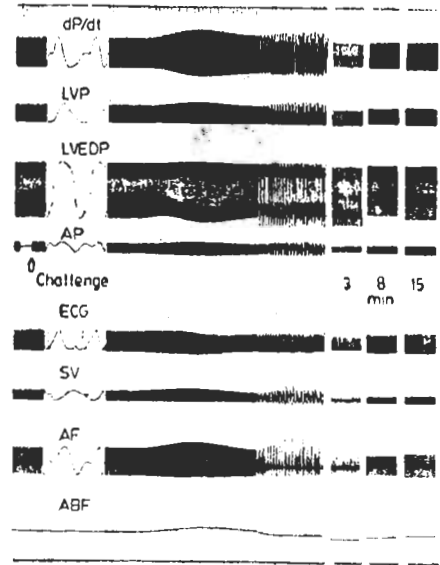 dP/dt
LVP
LVEDP
AP
0
Challenge
3 8 15
min
ECG
SV
AF
ABF